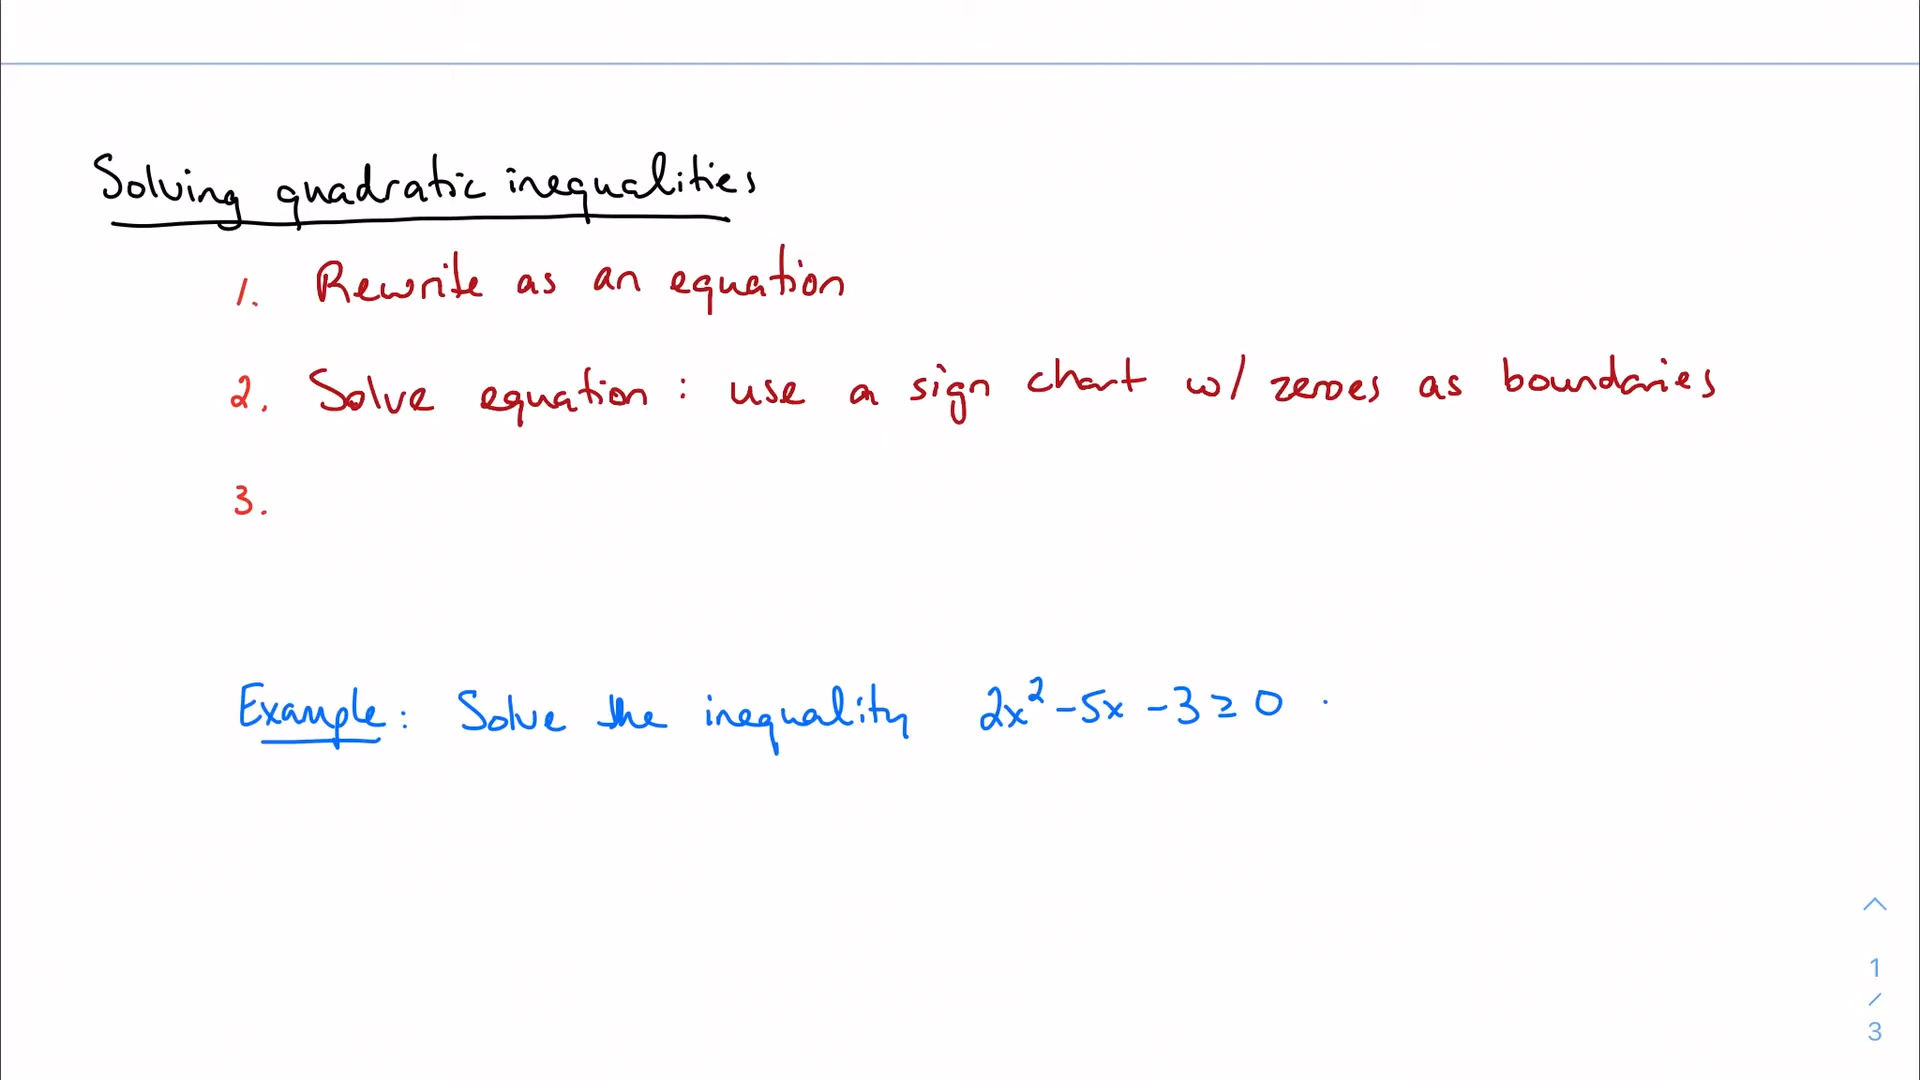 Solving quadratic inequalities
1. Rewrite as an equation
2. Solve equation : use a sign chart w/ zeroes as boundaries
3.
Example: Solve the inequality 2x² - 5x - 3 ≥ 0 .
1
/
3